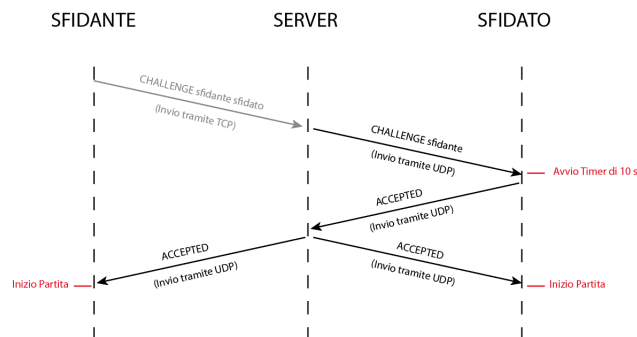 SFIDANTE
SERVER
SFIDATO
CHALLENGE sfidante sfidato
(Invio tramite TCP)
CHALLENGE sfidante
(Invio tramite UDP)
Avvio Timer di 10 s
ACCEPTED
(Invio tramite UDP)
ACCEPTED
(Invio tramite UDP)
ACCEPTED
(Invio tramite UDP)
Inizio Partita
Inizio Partita